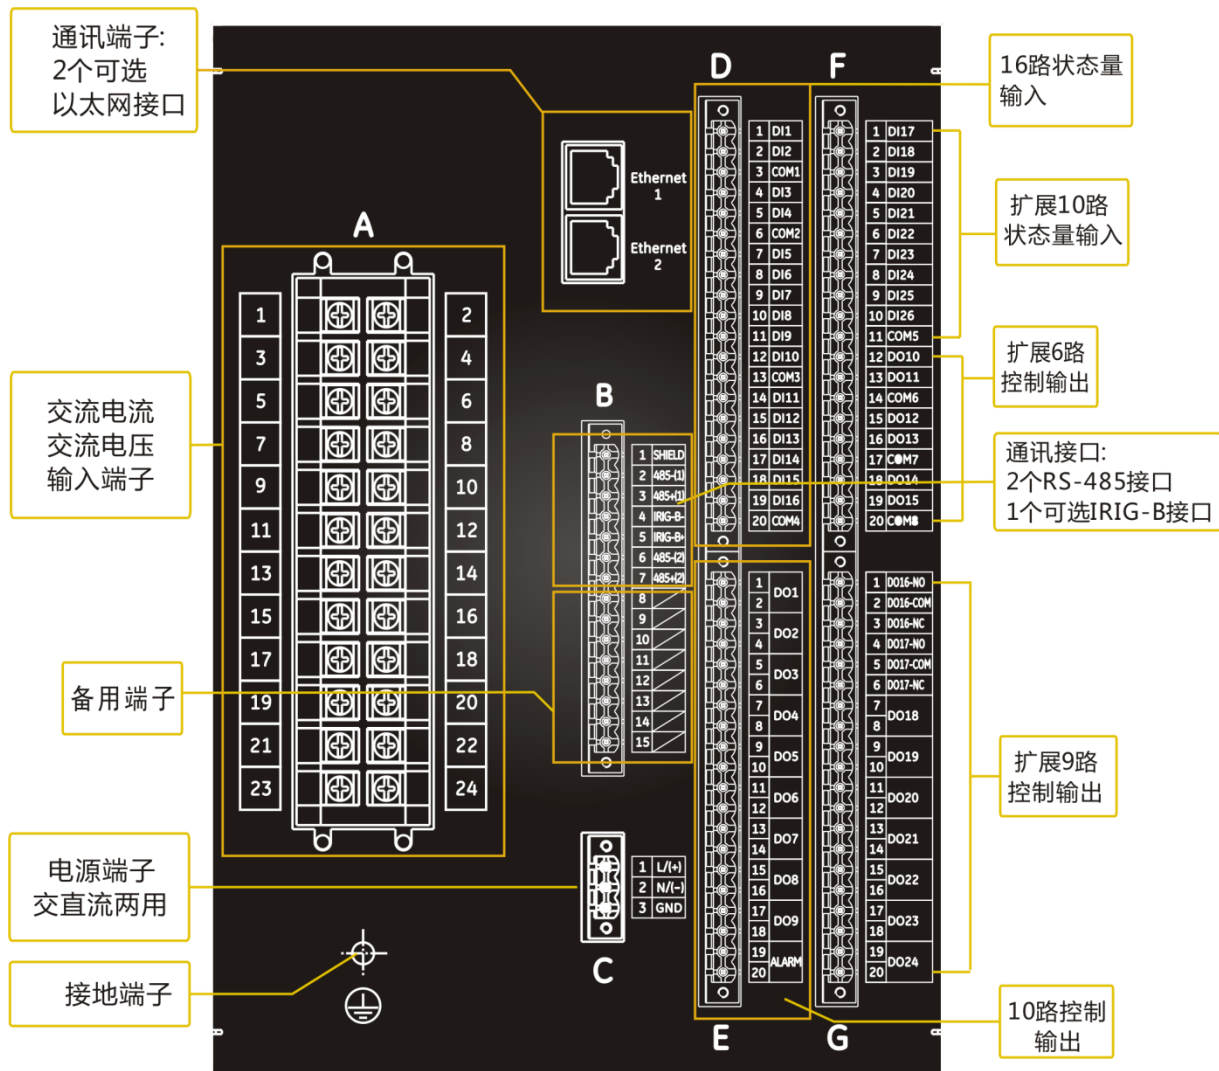 通讯端子:
2个可选
以太网接口
A
1 2
3 4
5 6
7 8
9 10
11 12
13 14
15 16
17 18
19 20
21 22
23 24
交流电流
交流电压
输入端子
备用端子
电源端子
交直流两用
接地端子
Ethernet
1
Ethernet
2
B
1 SHIELD
2 485-(1)
3 485+(1)
4 IRIG-B-
5 IRIG-B+
6 485-(2)
7 485+(2)
8
9
10
11
12
13
14
15
1 L/(+)
2 N/(-)
3 GND
C
D
1 DI1
2 DI2
3 COM1
4 DI3
5 DI4
6 COM2
7 DI5
8 DI6
9 DI7
10 DI8
11 DI9
12 DI10
13 COM3
14 DI11
15 DI12
16 DI13
17 DI14
18 DI15
19 DI16
20 COM4
1
2
DO1
3
4
DO2
5
6
DO3
7
8
DO4
9
10
DO5
11
12
DO6
13
14
DO7
15
16
DO8
17
18
DO9
19
20
ALARM
E
F
1 DI17
2 DI18
3 DI19
4 DI20
5 DI21
6 DI22
7 DI23
8 DI24
9 DI25
10 DI26
11 COM5
12 DO10
13 DO11
14 COM6
15 DO12
16 DO13
17 COM7
18 DO14
19 DO15
20 COM8
1 DO16-NO
2 DO16-COM
3 DO16-NC
4 DO17-NO
5 DO17-COM
6 DO17-NC
7
8
DO18
9
10
DO19
11
12
DO20
13
14
DO21
15
16
DO22
17
18
DO23
19
20
DO24
G
16路状态量
输入
扩展10路
状态量输入
扩展6路
控制输出
通讯接口:
2个RS-485接口
1个可选IRIG-B接口
扩展9路
控制输出
10路控制
输出